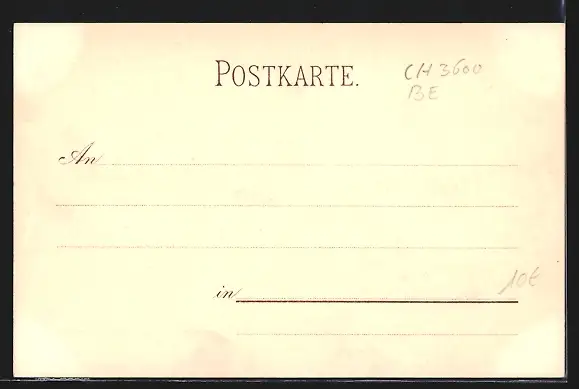 POSTKARTE.
CH 3600
BE
An
in
10€